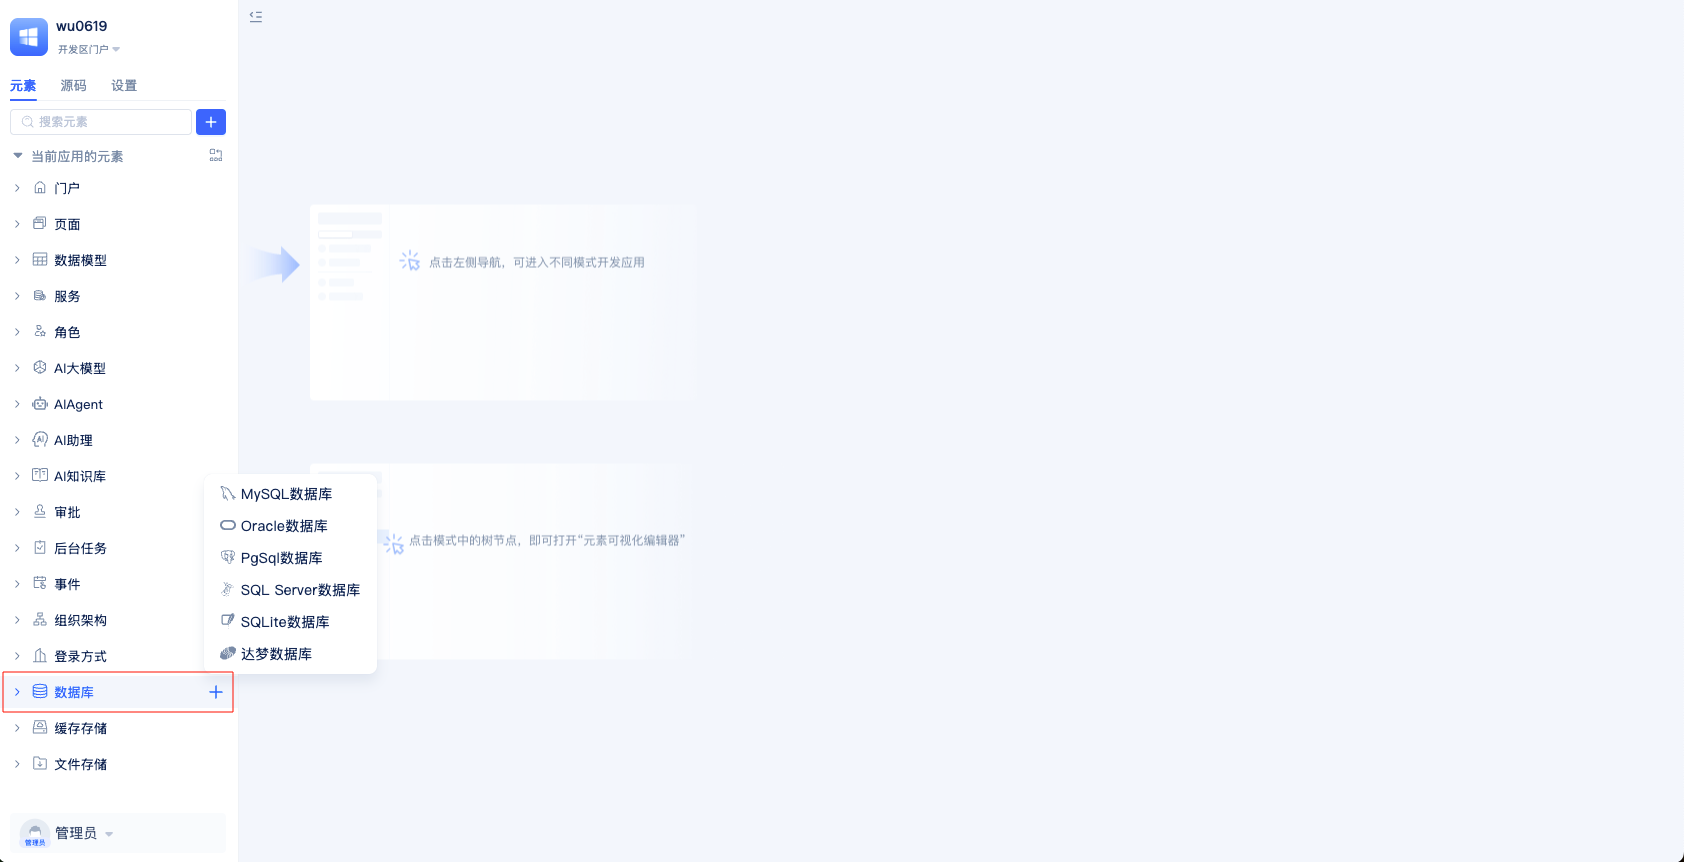 wu0619
开发区门户
元素 源码 设置
搜索元素
当前应用的元素
门户
页面
数据模型
服务
角色
AI大模型
AIAgent
AI助理
AI知识库
审批
后台任务
事件
组织架构
登录方式
数据库
缓存存储
文件存储
管理员
管理员
MySQL数据库
Oracle数据库
PgSql数据库
SQL Server数据库
SQLite数据库
达梦数据库
点击左侧导航，可进入不同模式开发应用
点击模式中的树节点，即可打开“元素可视化编辑器”